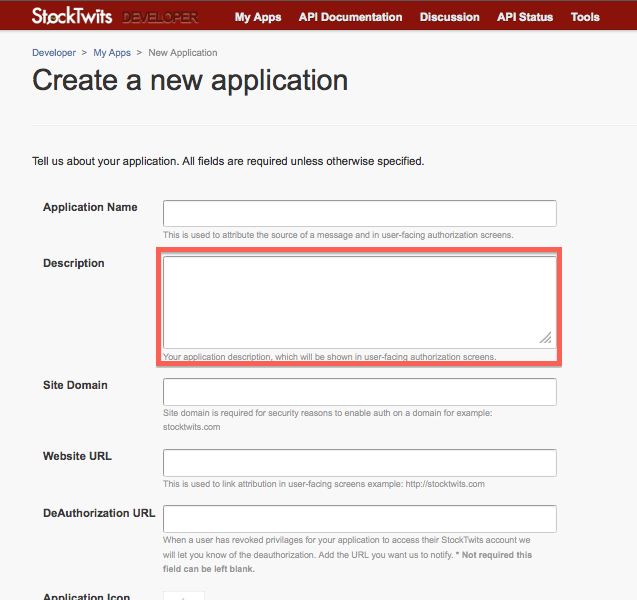 StockTwits DEVELOPER My Apps API Documentation Discussion API Status Tools
Developer > My Apps > New Application
Create a new application
Tell us about your application. All fields are required unless otherwise specified.
Application Name
This is used to attribute the source of a message and in user-facing authorization screens.
Description
Your application description, which will be shown in user-facing authorization screens.
Site Domain
Site domain is required for security reasons to enable auth on a domain for example:
stocktwits.com
Website URL
This is used to link attribution in user-facing screens example: http://stocktwits.com
DeAuthorization URL
When a user has revoked privilages for your application to access their StockTwits account we
will let you know of the deauthorization. Add the URL you want us to notify. * Not required this
field can be left blank.
Application Icon